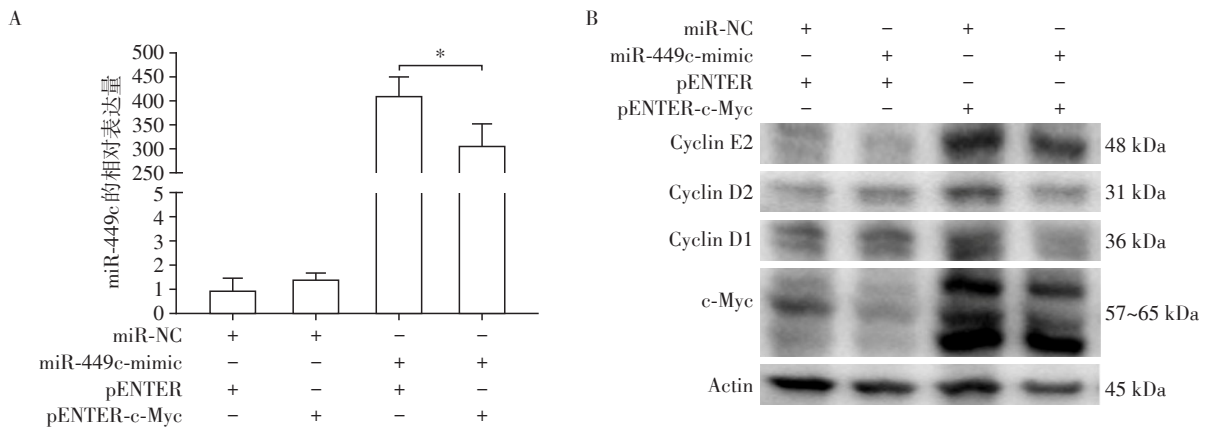 A
miR-449c的相对表达量
500
450
400
350
300
250
5
4
3
2
1
0
*
miR-NC + + − −
miR-449c-mimic − − + +
pENTER + − + −
pENTER-c-Myc − + − +
B
miR-NC + − + −
miR-449c-mimic − + − +
pENTER + + − −
pENTER-c-Myc − − + +
Cyclin E2 48 kDa
Cyclin D2 31 kDa
Cyclin D1 36 kDa
c-Myc 57~65 kDa
Actin 45 kDa